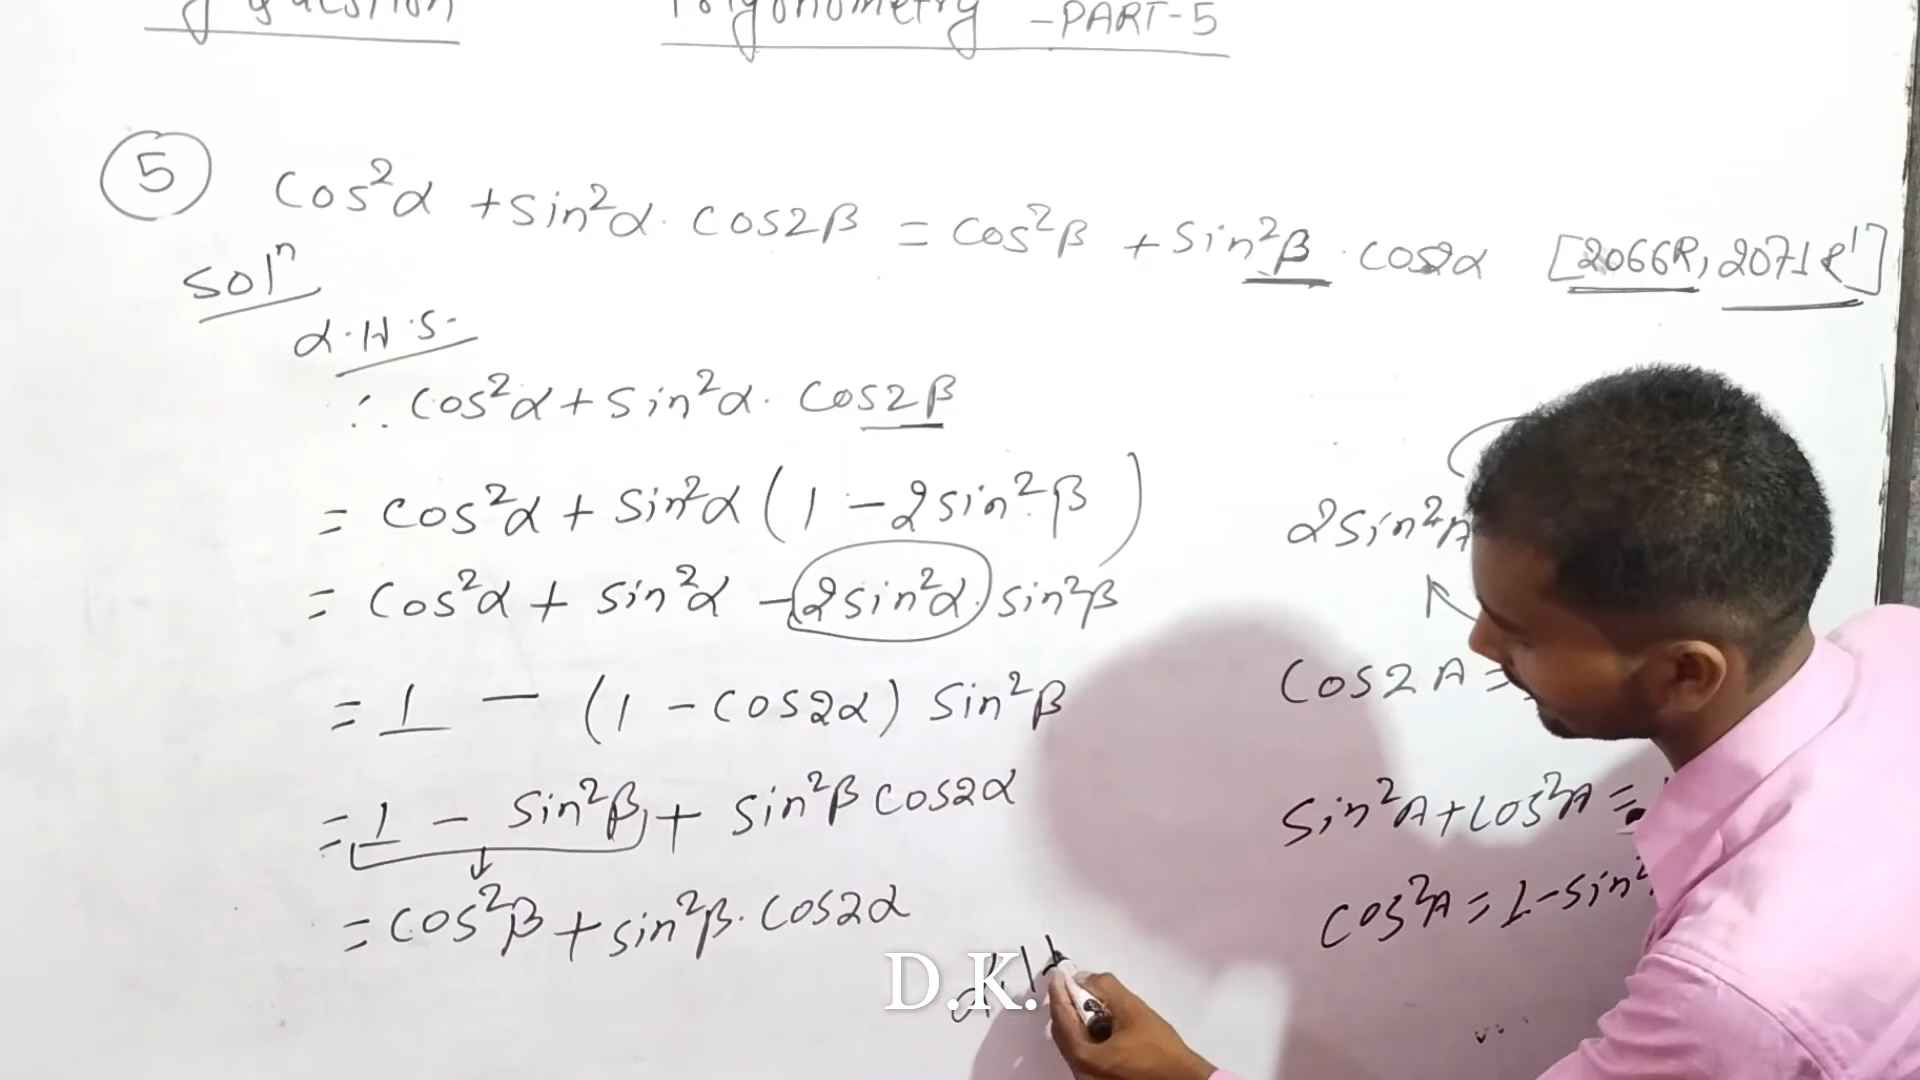 question Trigonometry - PART-5
5 cos²α + sin²α · cos2β = cos²β + sin²β · cos2α [2066R, 2071R']
Solⁿ
L.H.S.
∴ cos²α + sin²α · cos2β
= cos²α + sin²α (1 - 2sin²β)
= cos²α + sin²α - 2sin²α · sin²β
= 1 - (1 - cos2α) sin²β
= 1 - sin²β + sin²β cos2α
= cos²β + sin²β · cos2α
2sin²A
cos2A =
sin²A + cos²A =
cos²A = 1 - sin²
D.K.